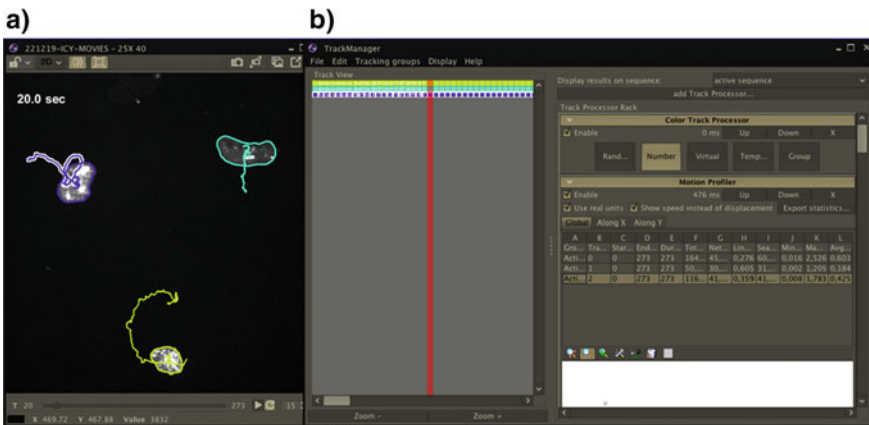 a)
b)
221219-ICY-MOVIES - 25X 40
2D
20.0 sec
T 20
273
15
X 469.72 Y 467.88 Value 3832
TrackManager
File Edit Tracking groups Display Help
Track View
Zoom -
Zoom +
Display results on sequence:
active sequence
add Track Processor...
Track Processor Rack
Color Track Processor
Enable 0 ms Up Down X
Rand... Number Virtual Temp... Group
Motion Profiler
Enable 476 ms Up Down X
Use real units Show speed instead of displacement Export statistics...
Global Along X Along Y
A B C D E F G H I J K L
Gro... Tra... Star... End... Dur... Tot... Net... Lin... Sea... Min... Ma... Avg...
Acti... 0 0 273 273 164... 45,... 0,276 60,... 0,016 2,526 0,603
Acti... 1 0 273 273 50,... 30,... 0,605 31,... 0,002 1,205 0,184
Acti... 2 0 273 273 116... 41,... 0,359 41,... 0,008 1,783 0,425